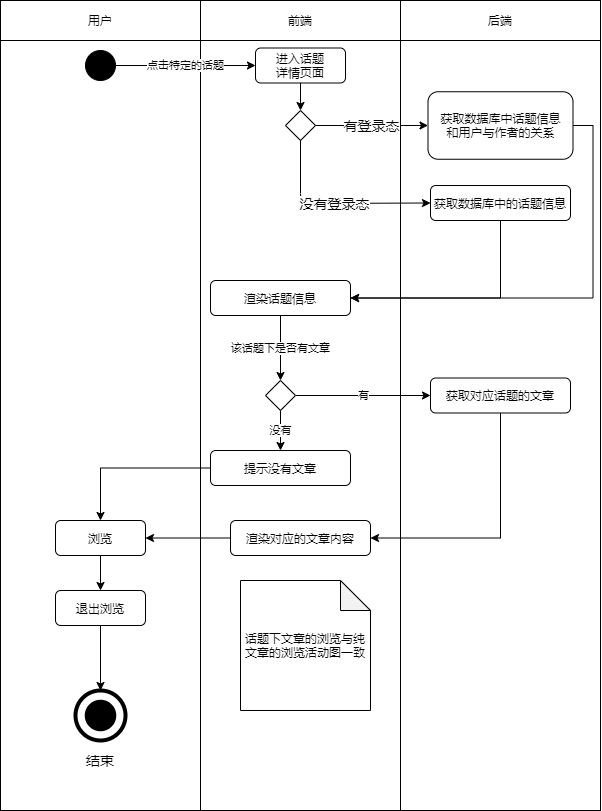 用户
前端
后端
点击特定的话题
进入话题
详情页面
有登录态
获取数据库中话题信息
和用户与作者的关系
没有登录态
获取数据库中的话题信息
渲染话题信息
该话题下是否有文章
有
获取对应话题的文章
没有
提示没有文章
浏览
渲染对应的文章内容
退出浏览
话题下文章的浏览与纯
文章的浏览活动图一致
结束